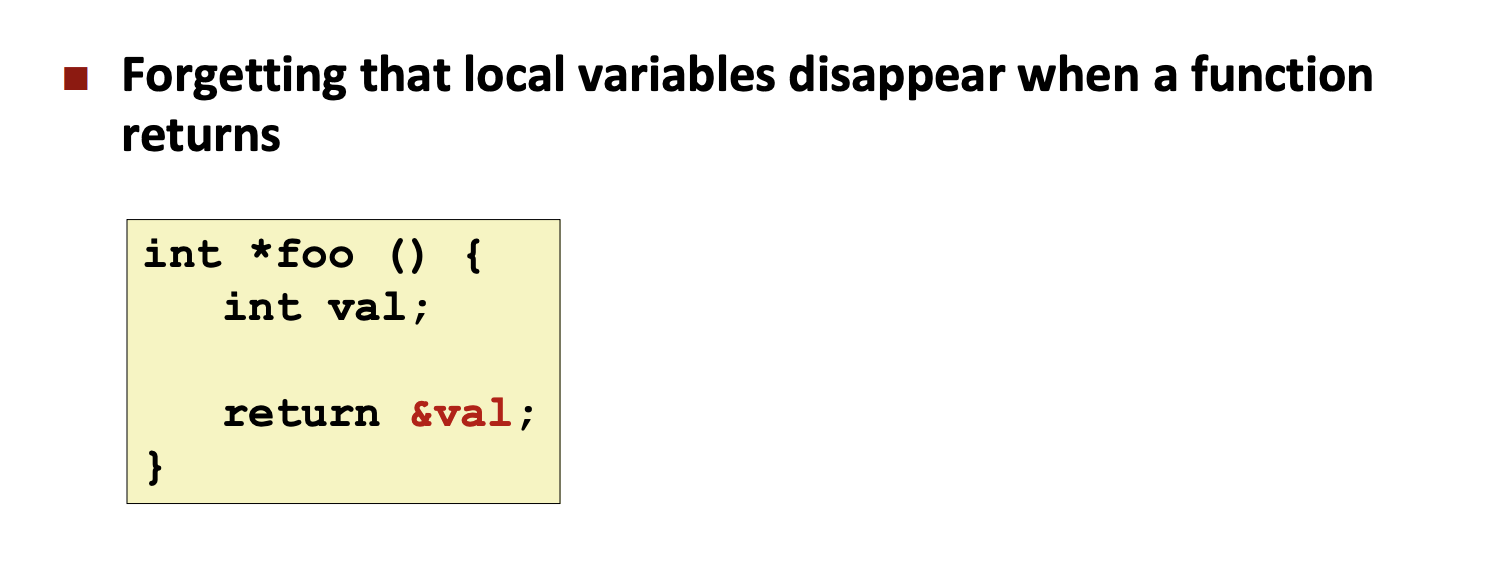 Forgetting that local variables disappear when a function
returns
int *foo () {
int val;
return &val;
}